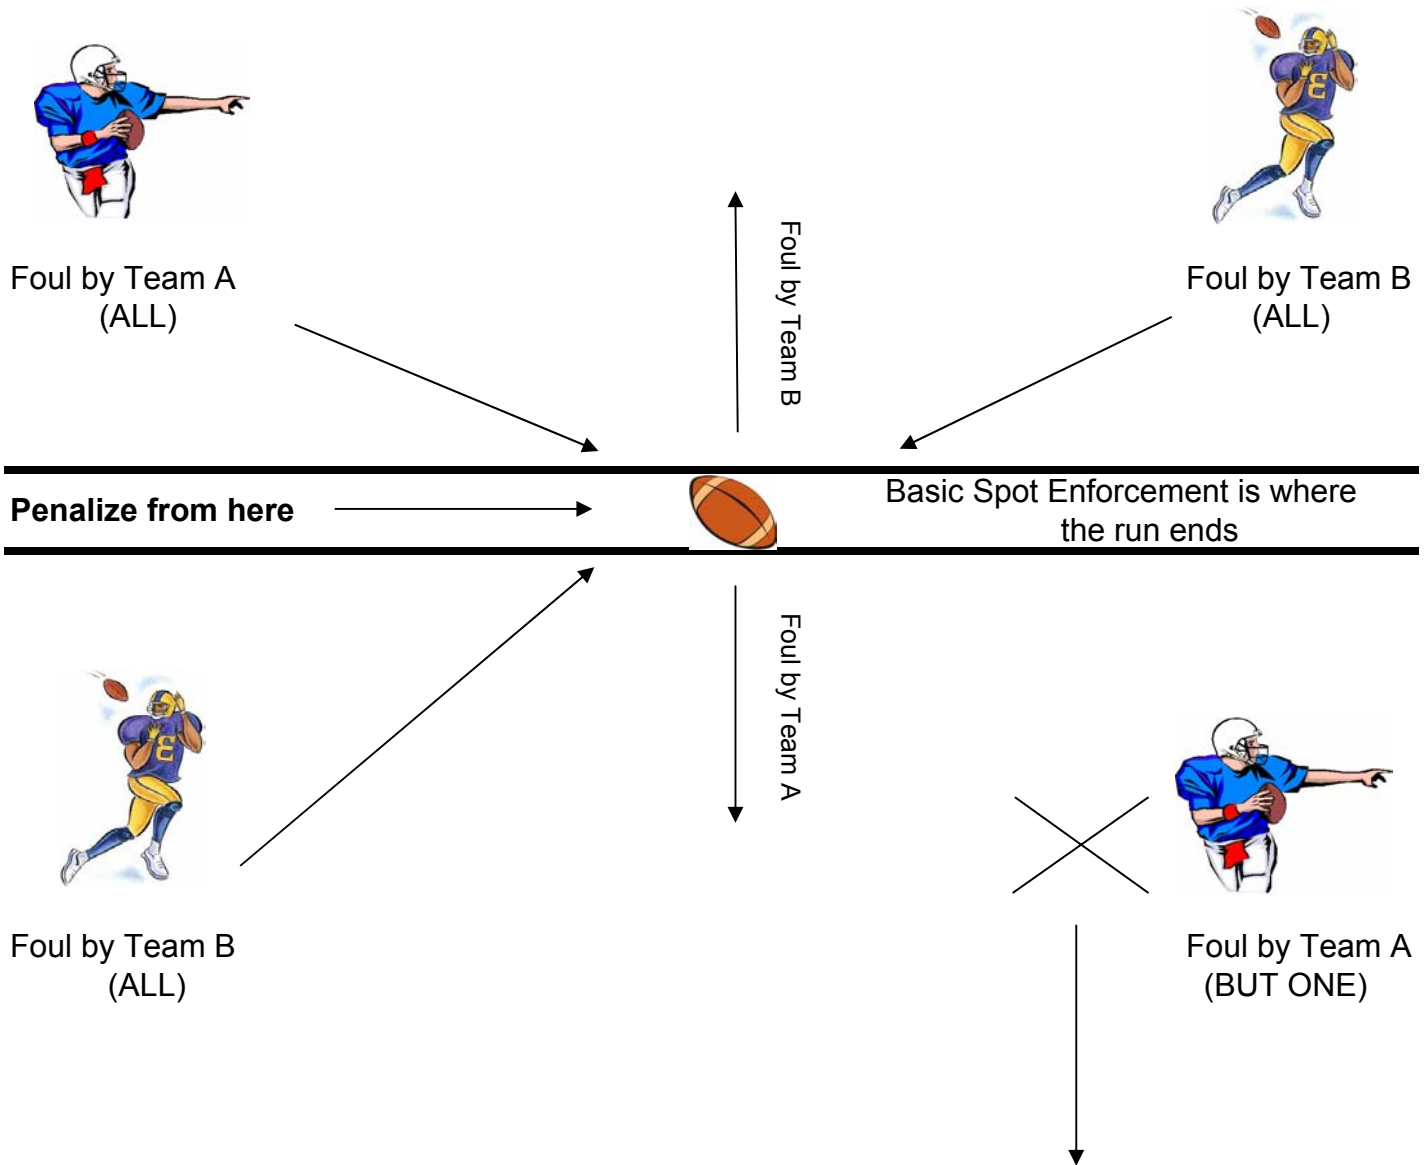 Foul by Team A
(ALL)
Foul by Team B
Foul by Team B
(ALL)
Penalize from here
Basic Spot Enforcement is where
the run ends
Foul by Team A
Foul by Team B
(ALL)
Foul by Team A
(BUT ONE)